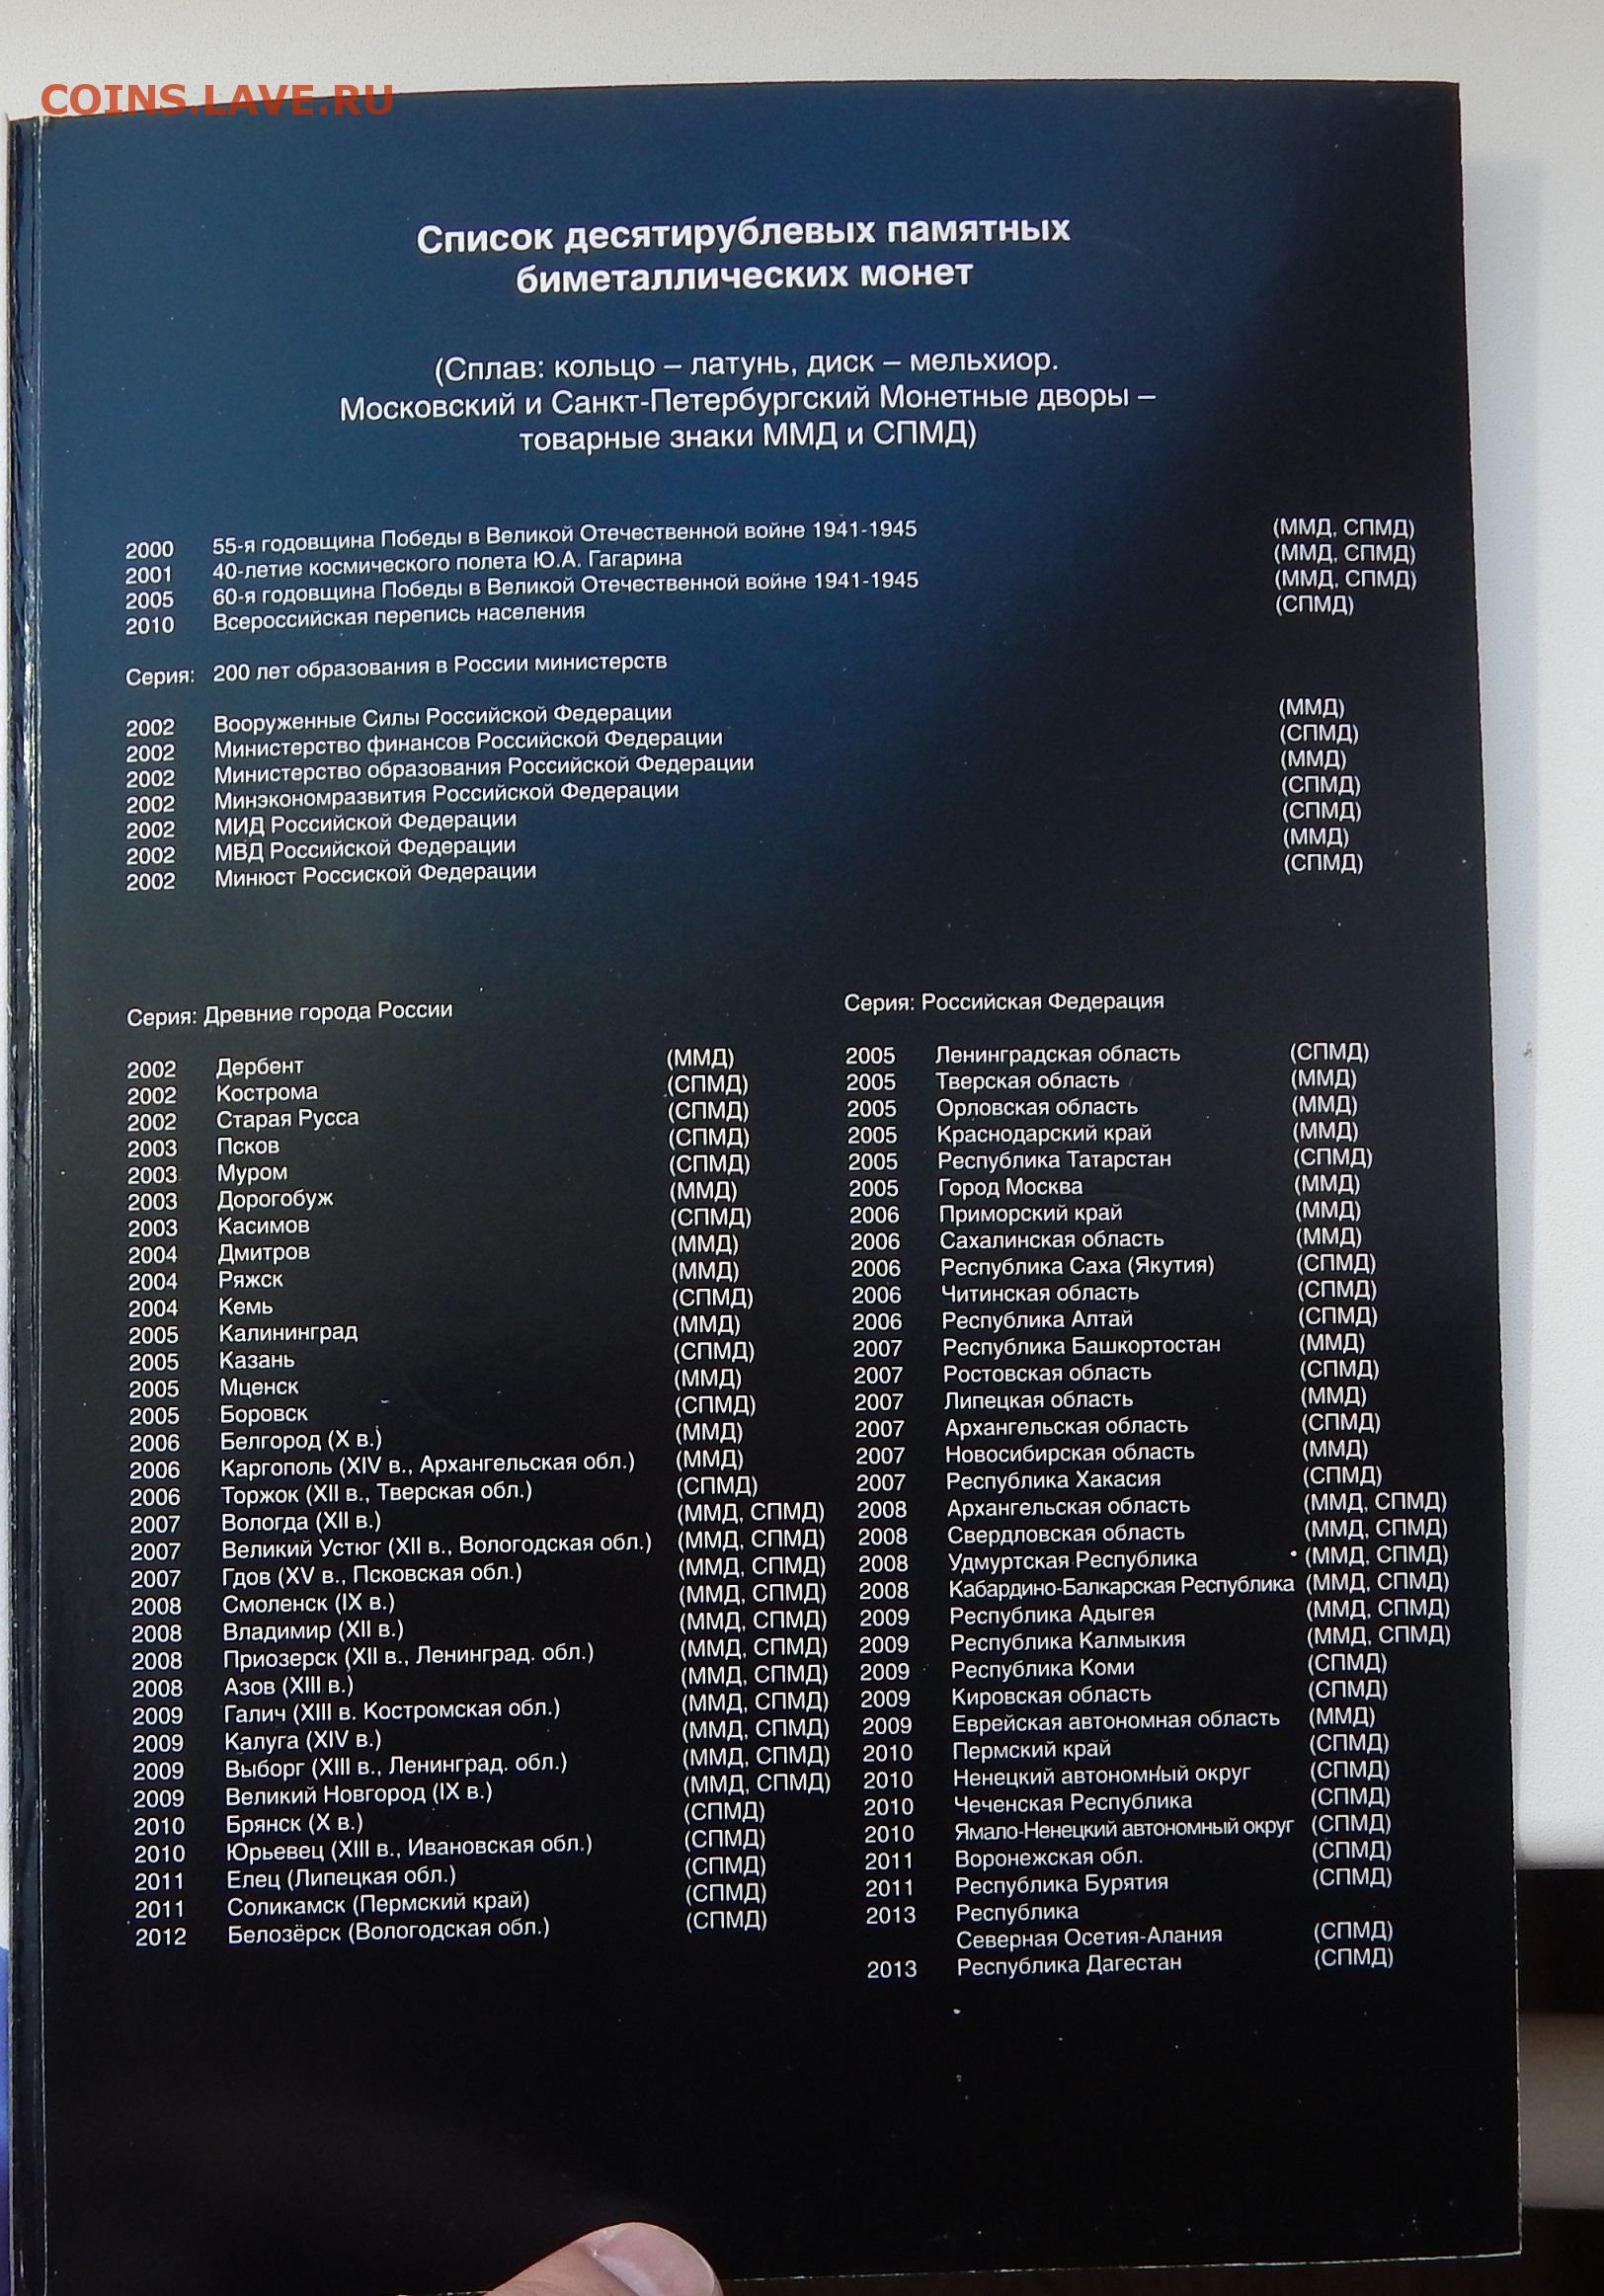 COINS.LAVE.RU
Список десятирублевых памятных
биметаллических монет
(Сплав: кольцо – латунь, диск – мельхиор.
Московский и Санкт-Петербургский Монетные дворы –
товарные знаки ММД и СПМД)
2000 55-я годовщина Победы в Великой Отечественной войне 1941-1945 (ММД, СПМД)
2001 40-летие космического полета Ю.А. Гагарина (ММД, СПМД)
2005 60-я годовщина Победы в Великой Отечественной войне 1941-1945 (ММД, СПМД)
2010 Всероссийская перепись населения (СПМД)
Серия: 200 лет образования в России министерств
2002 Вооруженные Силы Российской Федерации (ММД)
2002 Министерство финансов Российской Федерации (СПМД)
2002 Министерство образования Российской Федерации (ММД)
2002 Минэкономразвития Российской Федерации (СПМД)
2002 МИД Российской Федерации (СПМД)
2002 МВД Российской Федерации (ММД)
2002 Минюст Россиской Федерации (СПМД)
Серия: Древние города России
2002 Дербент (ММД)
2002 Кострома (СПМД)
2002 Старая Русса (СПМД)
2003 Псков (СПМД)
2003 Муром (СПМД)
2003 Дорогобуж (ММД)
2003 Касимов (СПМД)
2004 Дмитров (ММД)
2004 Ряжск (ММД)
2004 Кемь (СПМД)
2005 Калининград (ММД)
2005 Казань (СПМД)
2005 Мценск (ММД)
2005 Боровск (СПМД)
2006 Белгород (X в.) (ММД)
2006 Каргополь (XIV в., Архангельская обл.) (ММД)
2006 Торжок (XII в., Тверская обл.) (СПМД)
2007 Вологда (XII в.) (ММД, СПМД)
2007 Великий Устюг (XII в., Вологодская обл.) (ММД, СПМД)
2007 Гдов (XV в., Псковская обл.) (ММД, СПМД)
2008 Смоленск (IX в.) (ММД, СПМД)
2008 Владимир (XII в.) (ММД, СПМД)
2008 Приозерск (XII в., Ленинград. обл.) (ММД, СПМД)
2008 Азов (XIII в.) (ММД, СПМД)
2009 Галич (XIII в. Костромская обл.) (ММД, СПМД)
2009 Калуга (XIV в.) (ММД, СПМД)
2009 Выборг (XIII в., Ленинград. обл.) (ММД, СПМД)
2009 Великий Новгород (IX в.) (ММД, СПМД)
2010 Брянск (X в.) (СПМД)
2010 Юрьевец (XIII в., Ивановская обл.) (СПМД)
2011 Елец (Липецкая обл.) (СПМД)
2011 Соликамск (Пермский край) (СПМД)
2012 Белозёрск (Вологодская обл.) (СПМД)
Серия: Российская Федерация
2005 Ленинградская область (СПМД)
2005 Тверская область (ММД)
2005 Орловская область (ММД)
2005 Краснодарский край (ММД)
2005 Республика Татарстан (СПМД)
2005 Город Москва (ММД)
2006 Приморский край (ММД)
2006 Сахалинская область (ММД)
2006 Республика Саха (Якутия) (СПМД)
2006 Читинская область (СПМД)
2006 Республика Алтай (СПМД)
2007 Республика Башкортостан (ММД)
2007 Ростовская область (СПМД)
2007 Липецкая область (ММД)
2007 Архангельская область (СПМД)
2007 Новосибирская область (ММД)
2007 Республика Хакасия (СПМД)
2008 Архангельская область (ММД, СПМД)
2008 Свердловская область (ММД, СПМД)
2008 Удмуртская Республика (ММД, СПМД)
2008 Кабардино-Балкарская Республика (ММД, СПМД)
2009 Республика Адыгея (ММД, СПМД)
2009 Республика Калмыкия (ММД, СПМД)
2009 Республика Коми (СПМД)
2009 Кировская область (СПМД)
2009 Еврейская автономная область (ММД)
2010 Пермский край (СПМД)
2010 Ненецкий автономный округ (СПМД)
2010 Чеченская Республика (СПМД)
2010 Ямало-Ненецкий автономный округ (СПМД)
2011 Воронежская обл. (СПМД)
2011 Республика Бурятия (СПМД)
2013 Республика
Северная Осетия-Алания (СПМД)
2013 Республика Дагестан (СПМД)